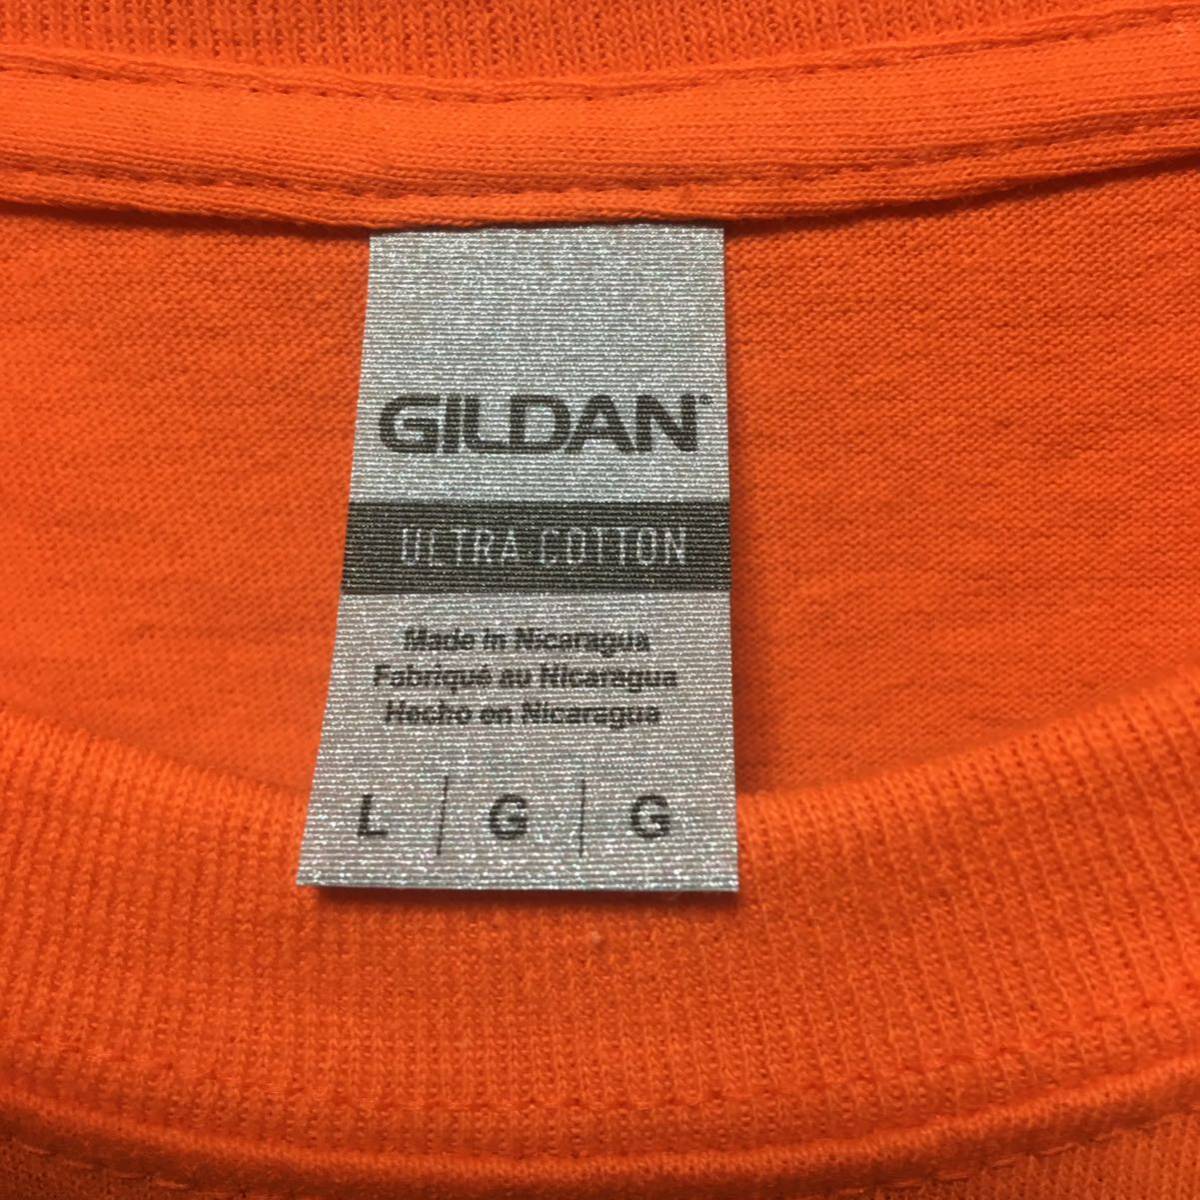 GILDAN
ULTRA COTTON
Made in Nicaragua
Fabriqué au Nicaragua
Hecho en Nicaragua
L | G | G